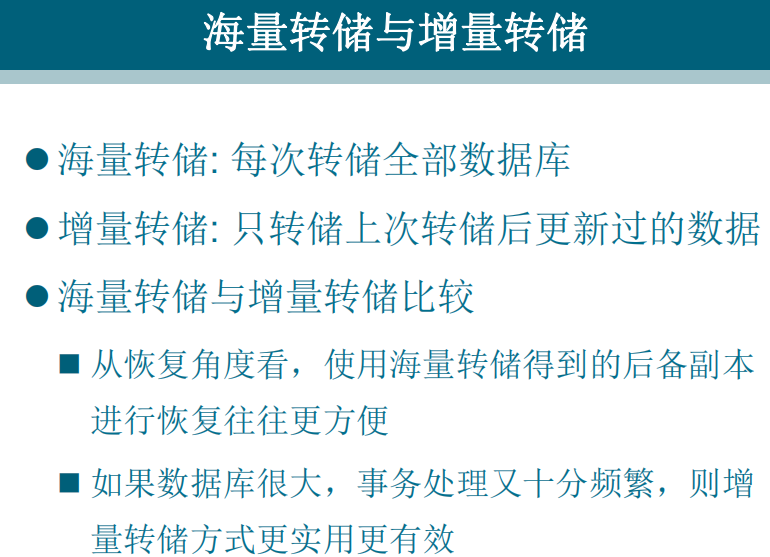 海量转储与增量转储
海量转储: 每次转储全部数据库
增量转储: 只转储上次转储后更新过的数据
海量转储与增量转储比较
从恢复角度看，使用海量转储得到的后备副本
进行恢复往往更方便
如果数据库很大，事务处理又十分频繁，则增
量转储方式更实用更有效